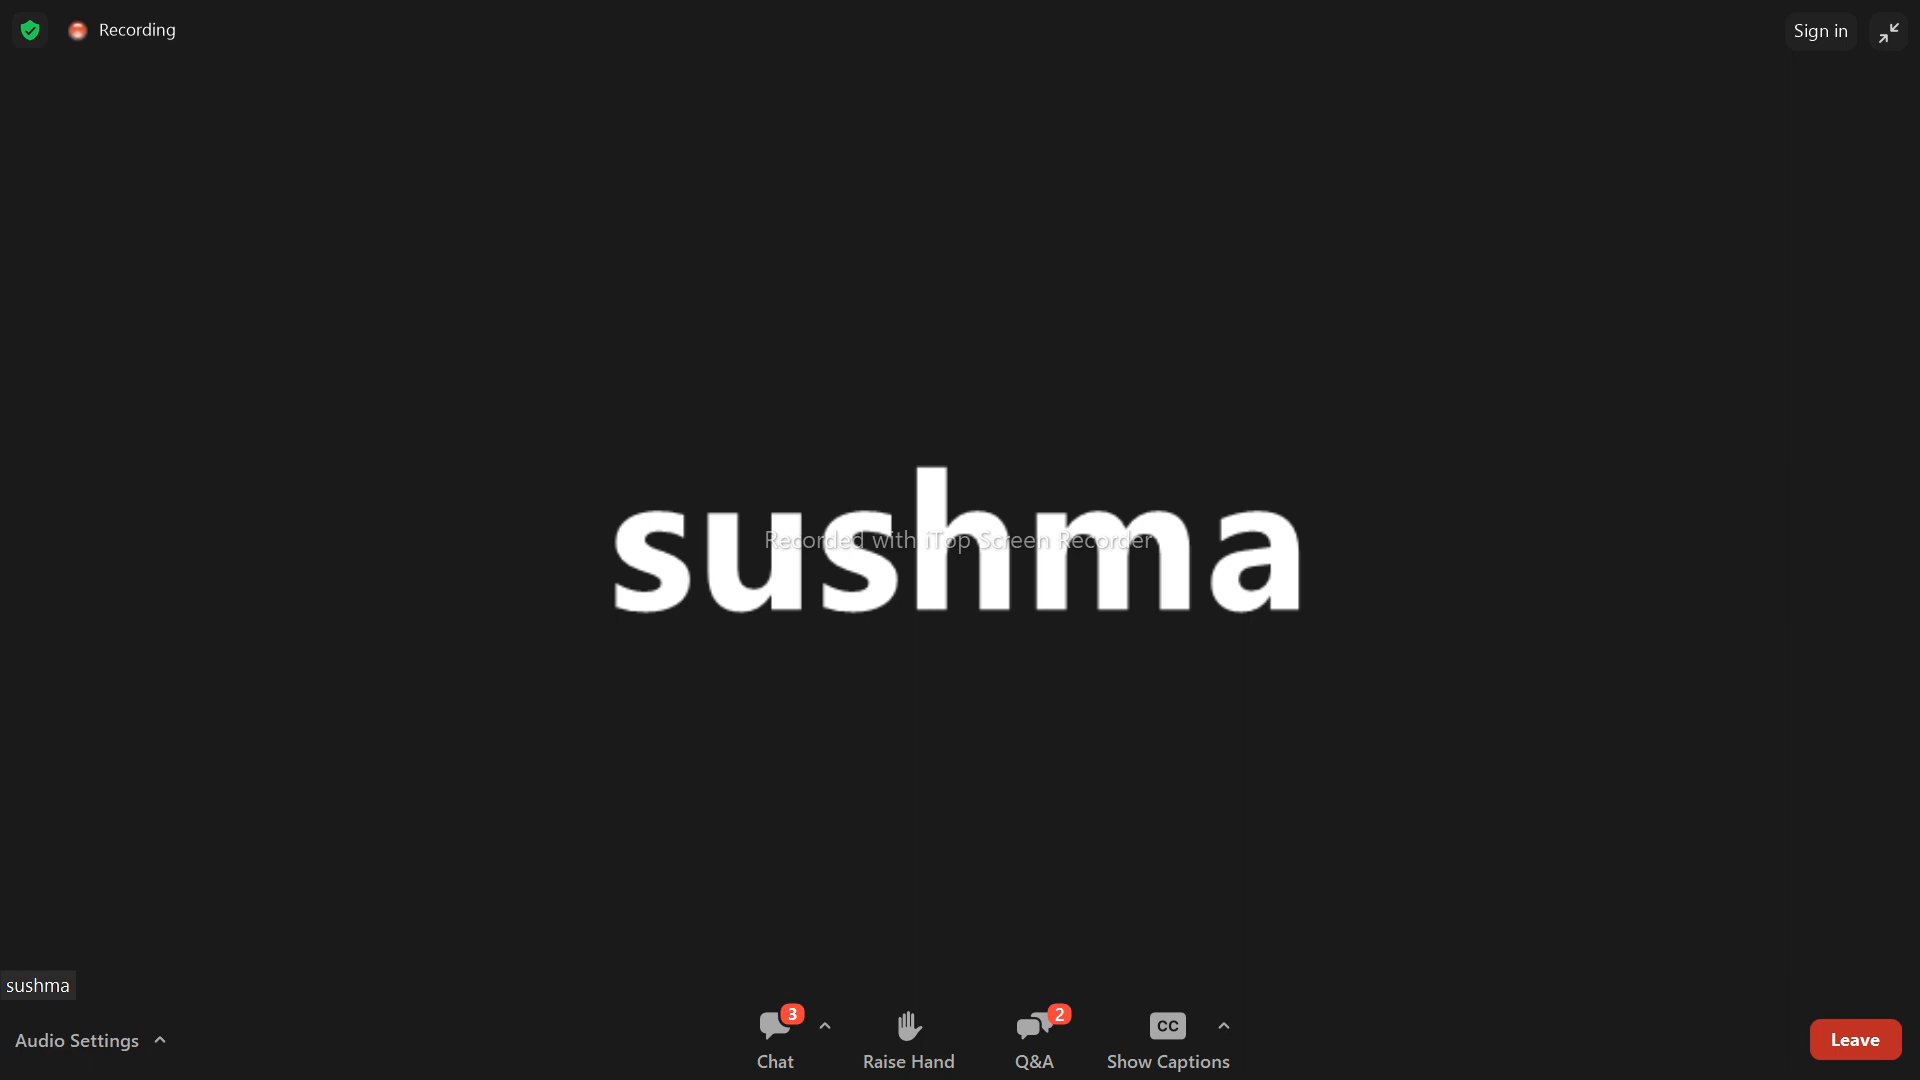 Recording
Sign in
sushma
Recorded with iTop Screen Recorder
sushma
Audio Settings
3
2
CC
Chat
Raise Hand
Q&A
Show Captions
Leave